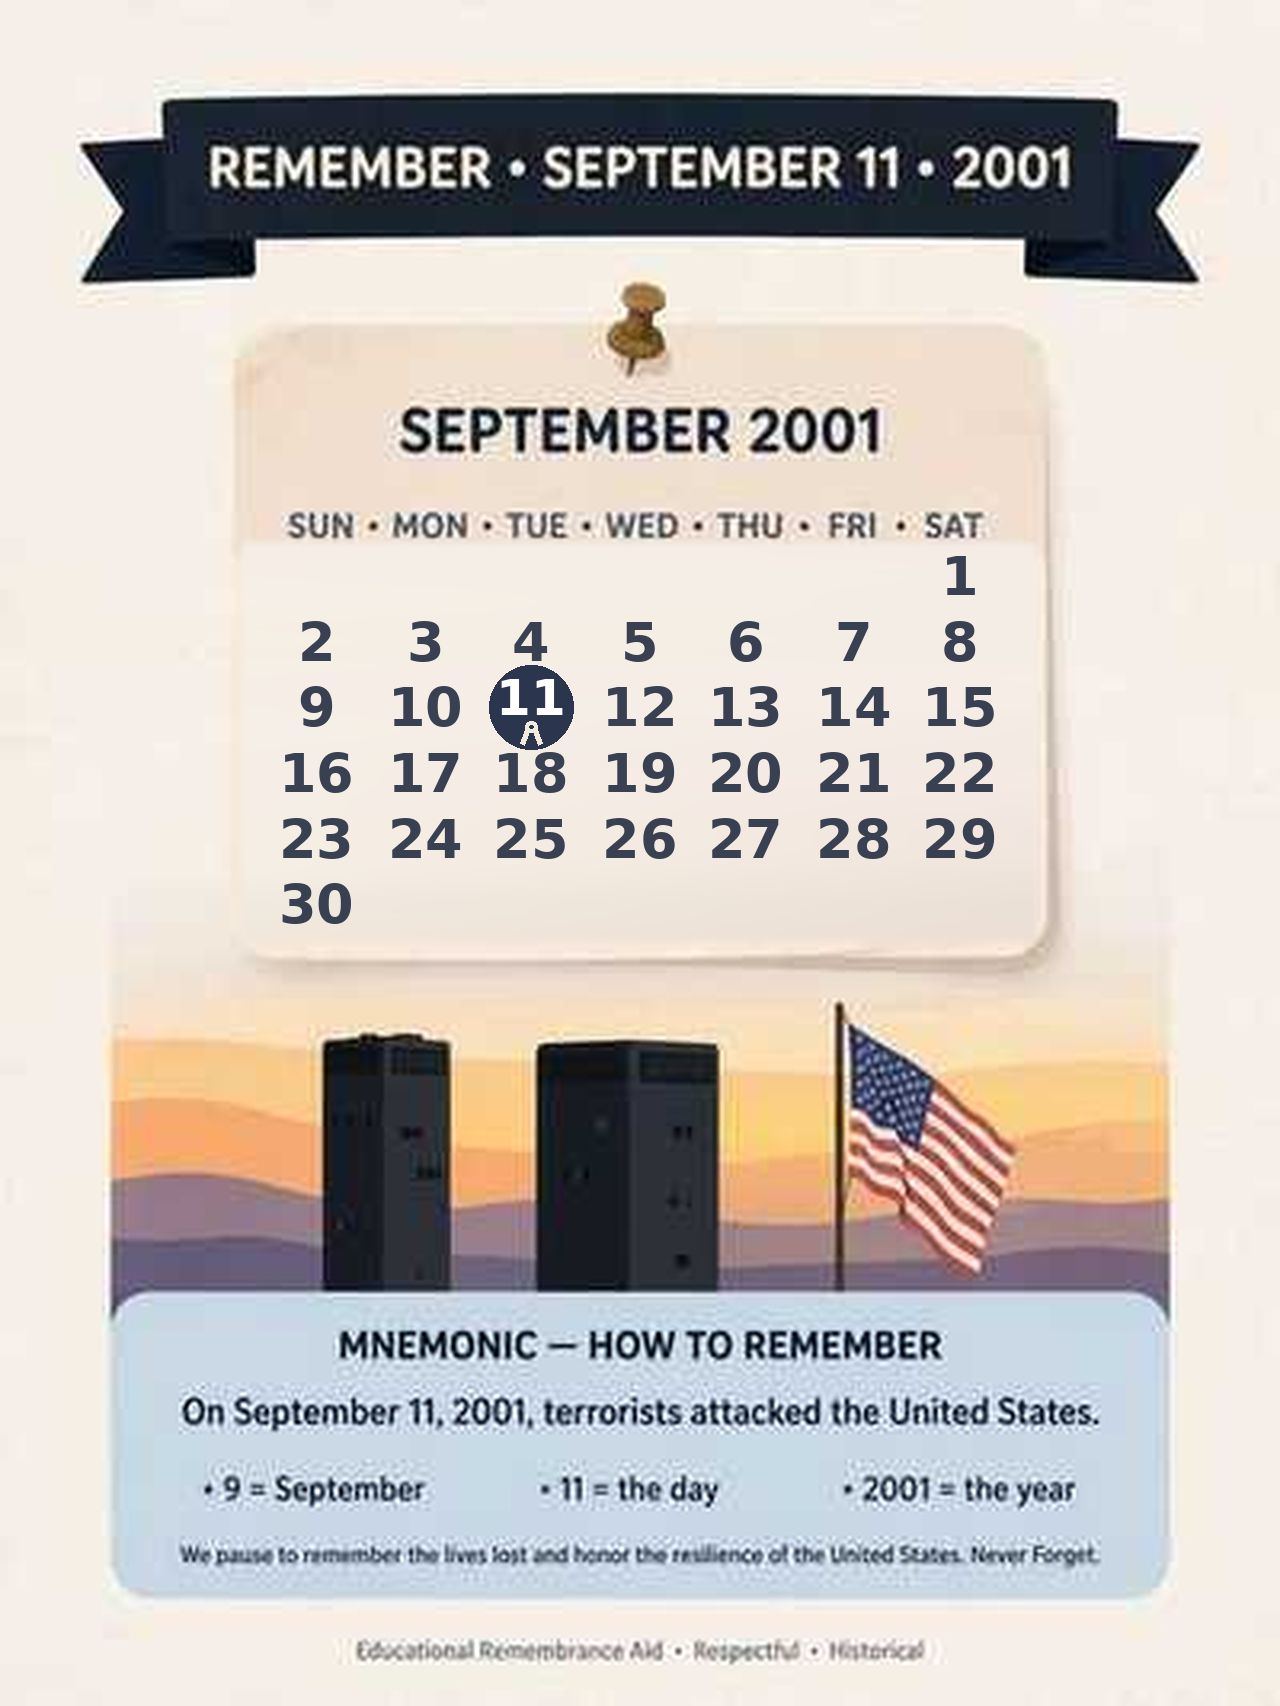 REMEMBER • SEPTEMBER 11 • 2001
SEPTEMBER 2001
SUN • MON • TUE • WED • THU • FRI • SAT
1
2 3 4 5 6 7 8
9 10 11 12 13 14 15
16 17 18 19 20 21 22
23 24 25 26 27 28 29
30
MNEMONIC — HOW TO REMEMBER
On September 11, 2001, terrorists attacked the United States.
• 9 = September • 11 = the day • 2001 = the year
We pause to remember the lives lost and honor the resilience of the United States. Never Forget.
Educational Remembrance Aid • Respectful • Historical